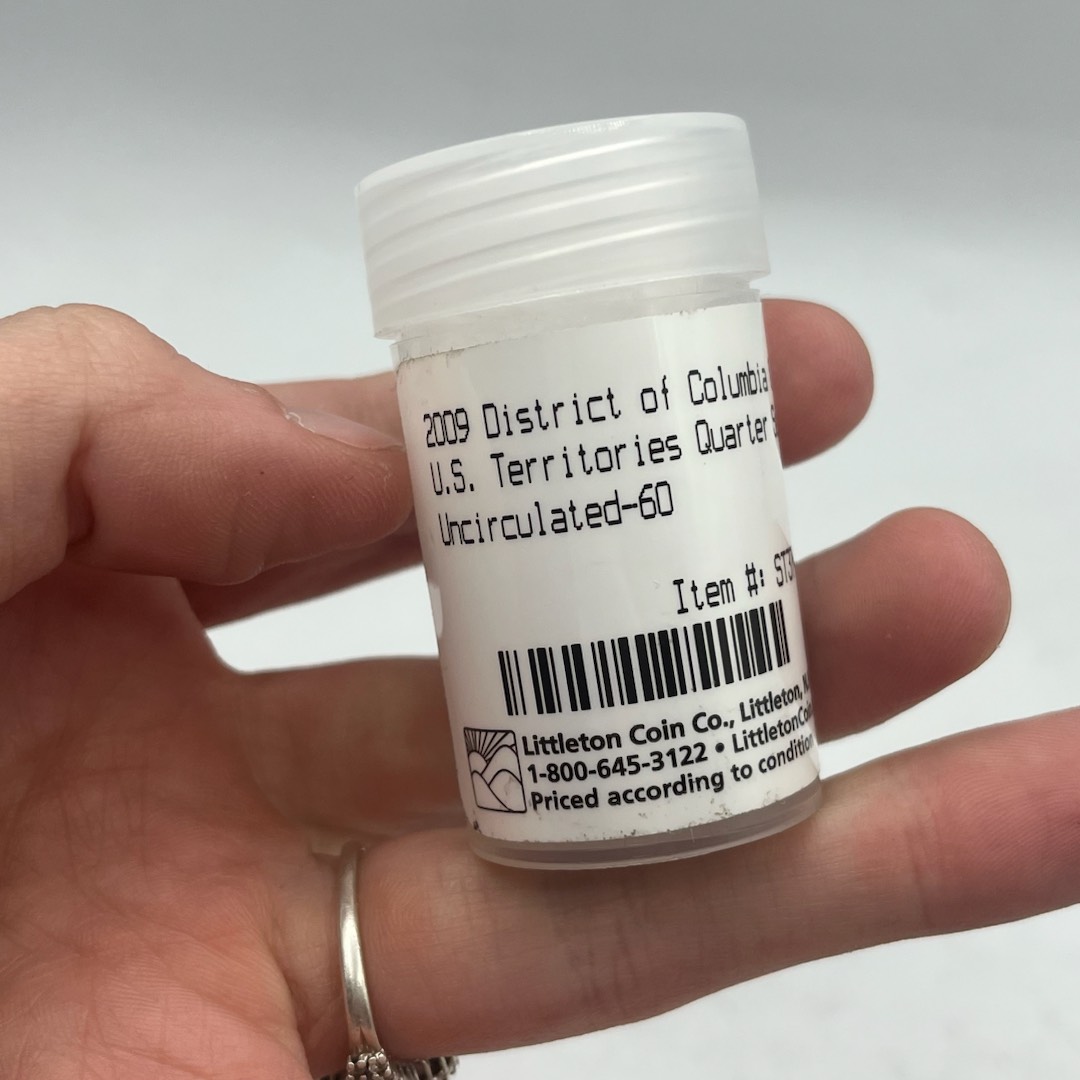 2009 District of Columbia
U.S. Territories Quarter
Uncirculated-60
Item #:
Littleton Coin Co., Littleton,
1-800-645-3122 •
Priced according to condition